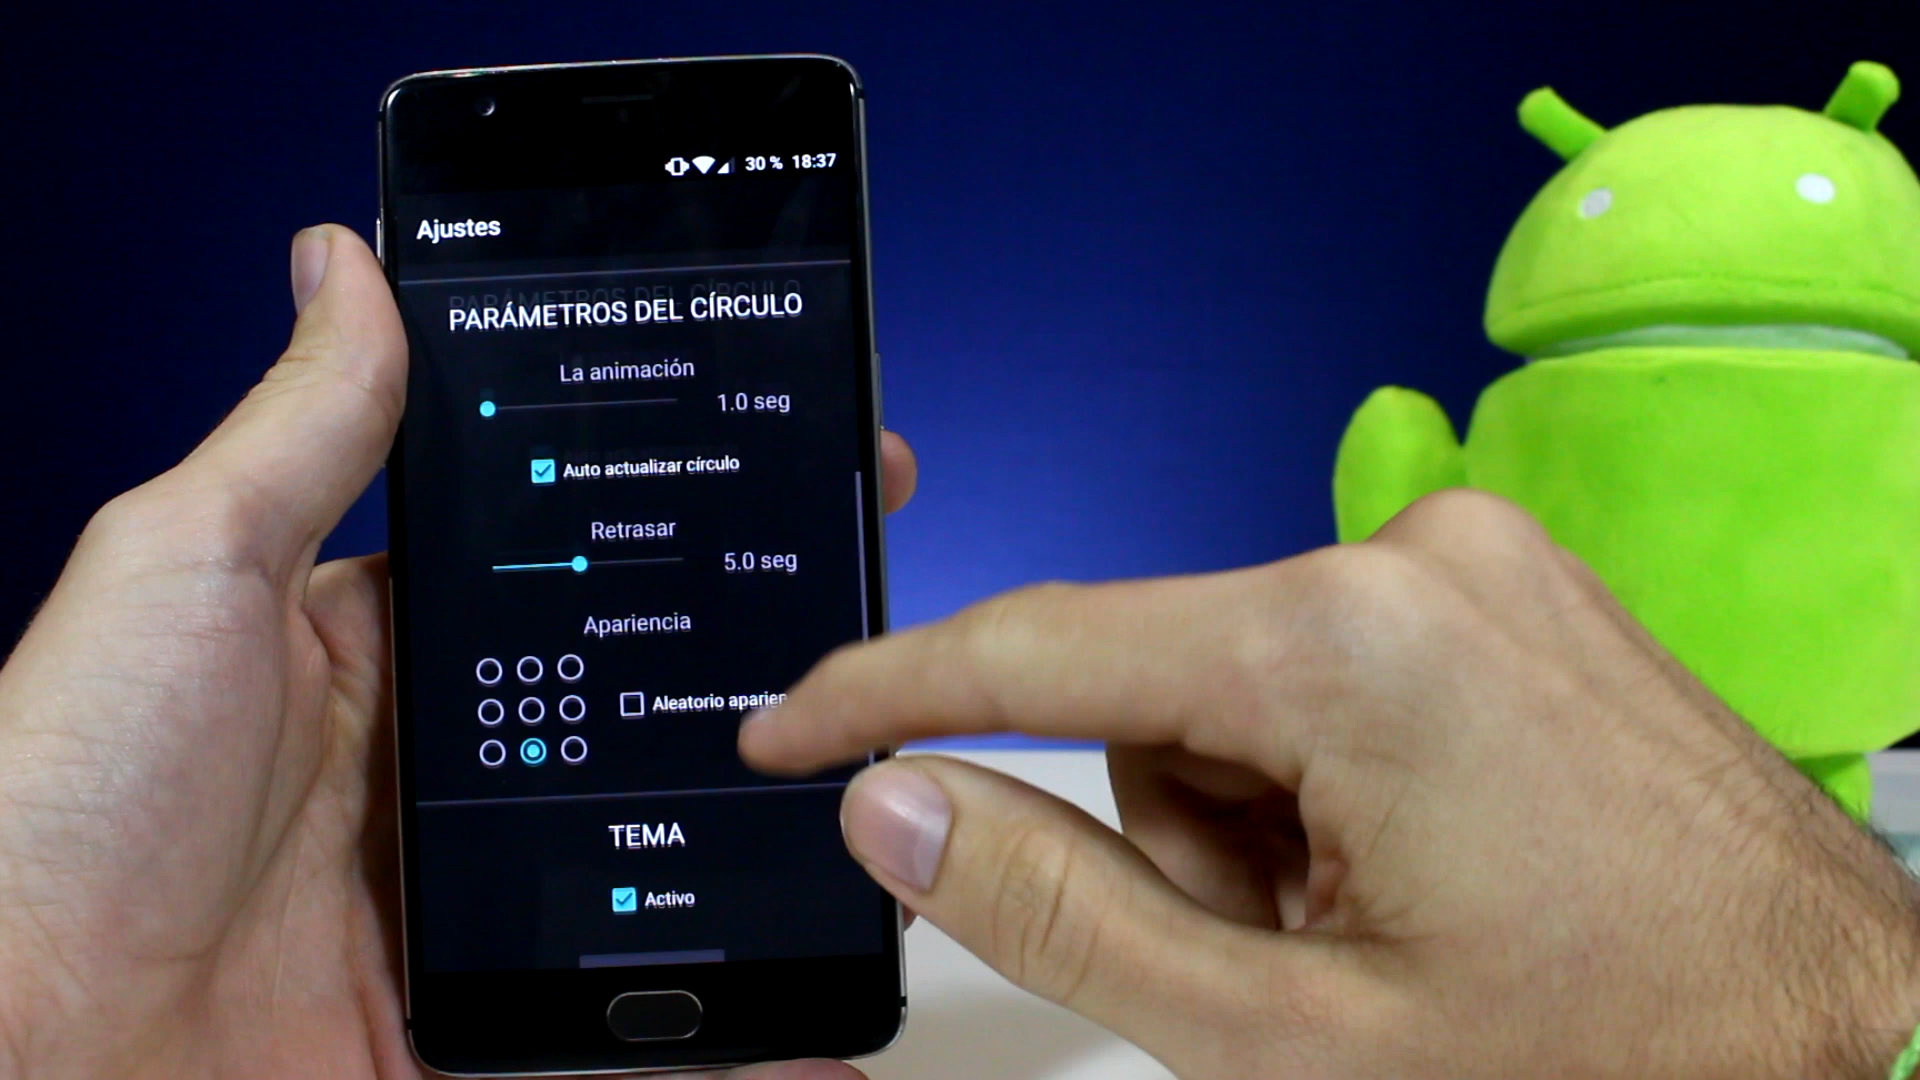 30 % 18:37
Ajustes
PARÁMETROS DEL CÍRCULO
La animación
1.0 seg
Auto actualizar círculo
Retrasar
5.0 seg
Apariencia
Aleatorio
TEMA
Activo